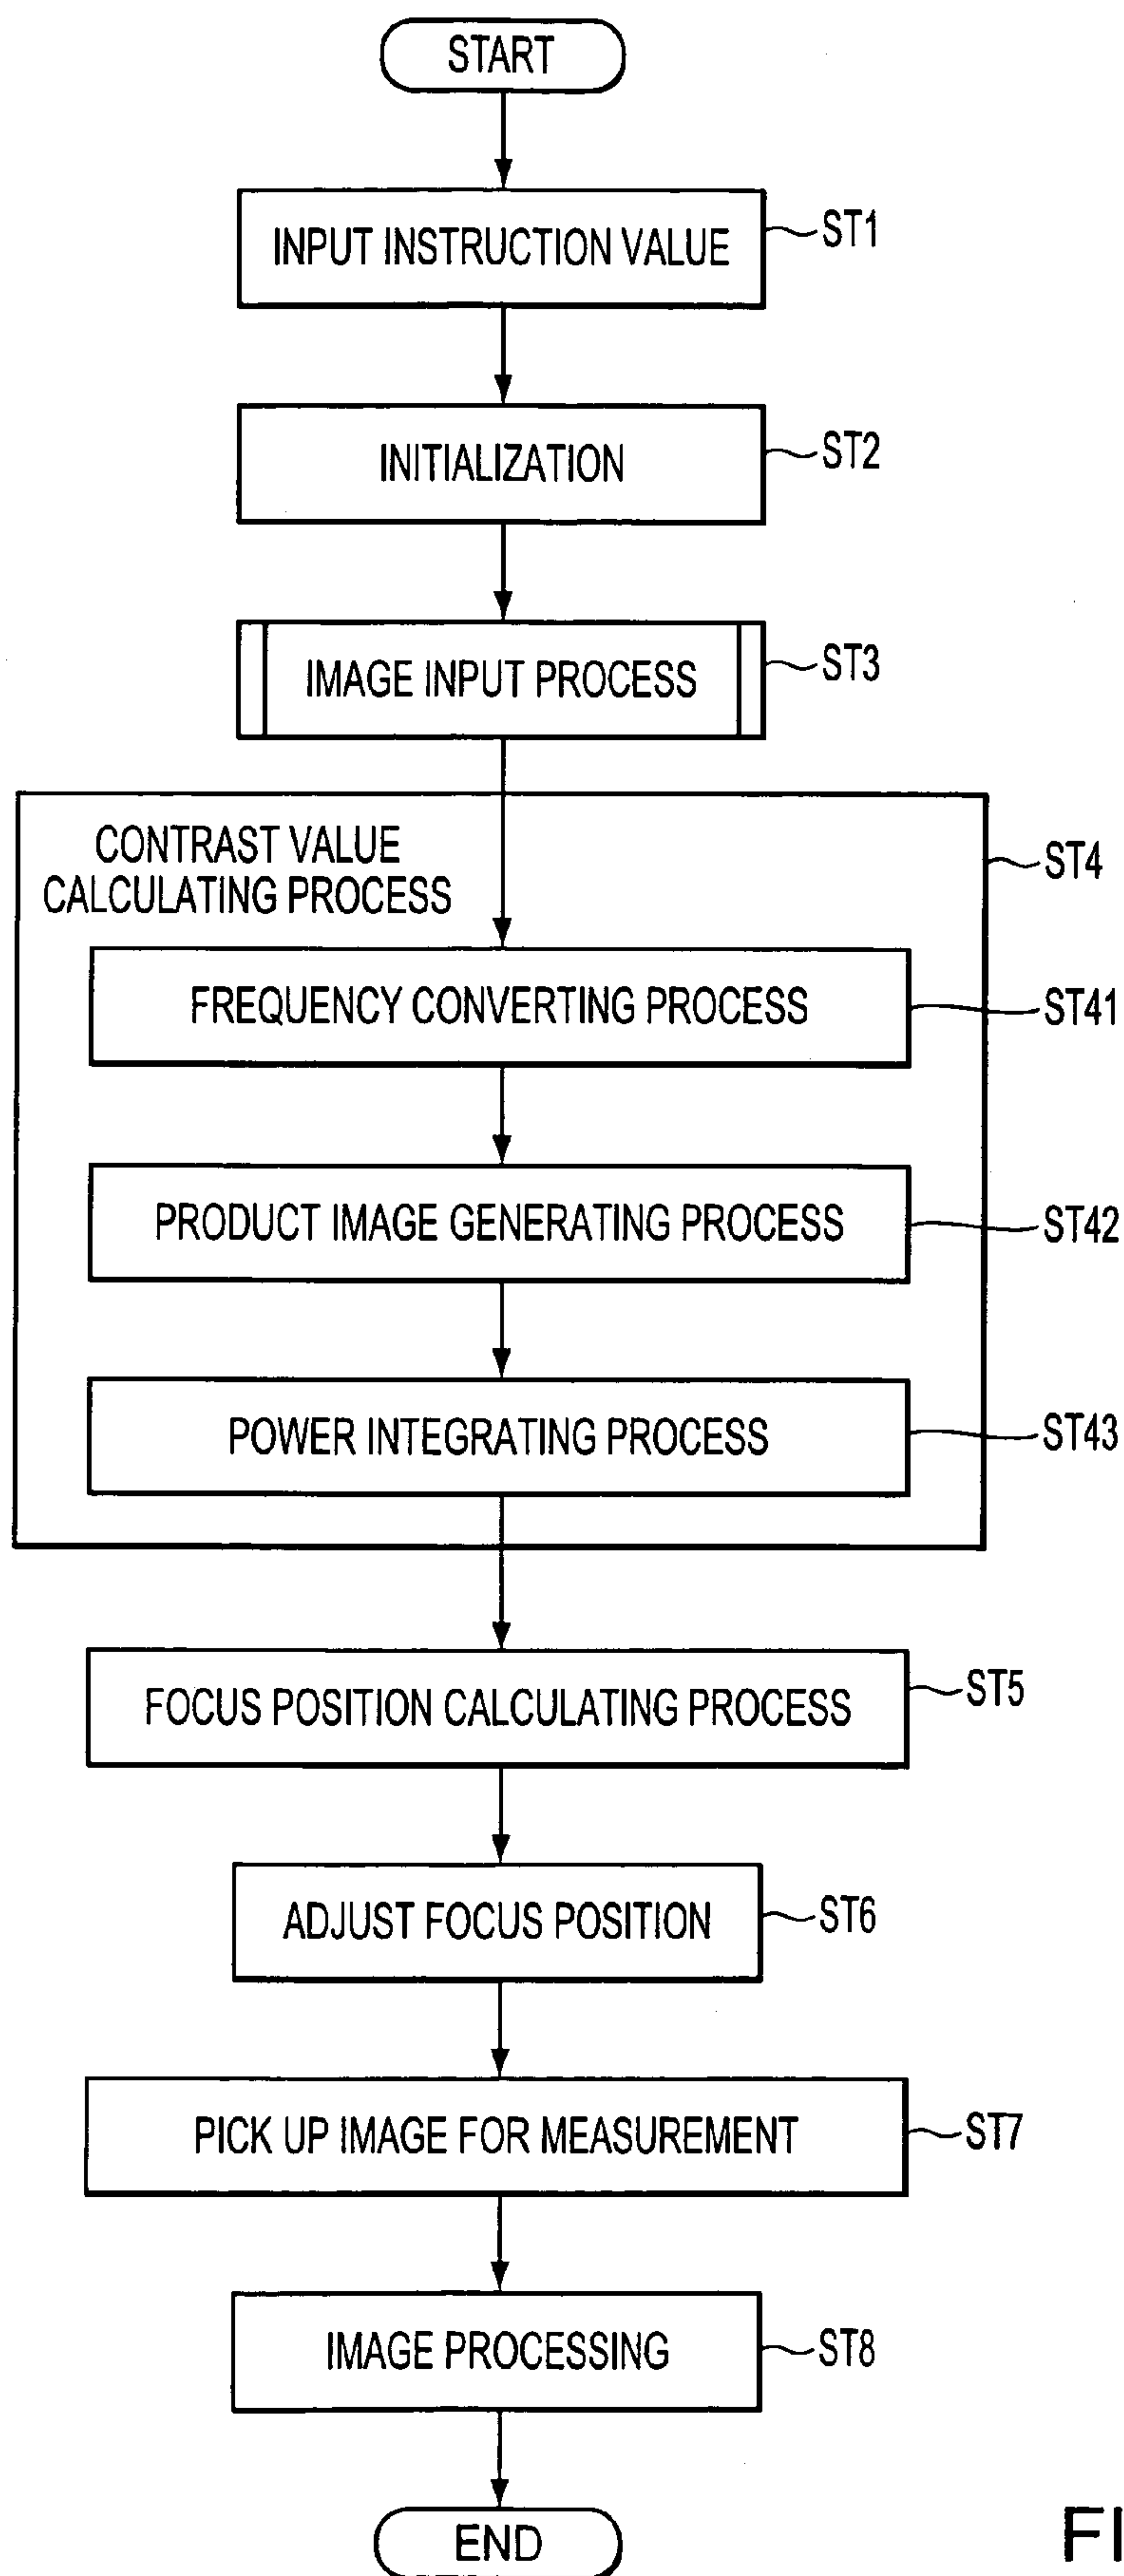 START
INPUT INSTRUCTION VALUE
ST1
INITIALIZATION
ST2
IMAGE INPUT PROCESS
ST3
CONTRAST VALUE
CALCULATING PROCESS
ST4
FREQUENCY CONVERTING PROCESS
ST41
PRODUCT IMAGE GENERATING PROCESS
ST42
POWER INTEGRATING PROCESS
ST43
FOCUS POSITION CALCULATING PROCESS
ST5
ADJUST FOCUS POSITION
ST6
PICK UP IMAGE FOR MEASUREMENT
ST7
IMAGE PROCESSING
ST8
END
FI